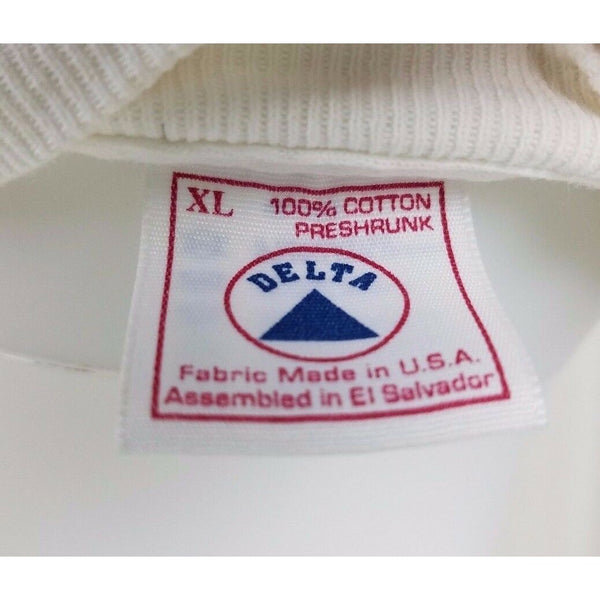 XL 100% COTTON
PRESHRUNK
DELTA
Fabric Made in U.S.A.
Assembled in El Salvador